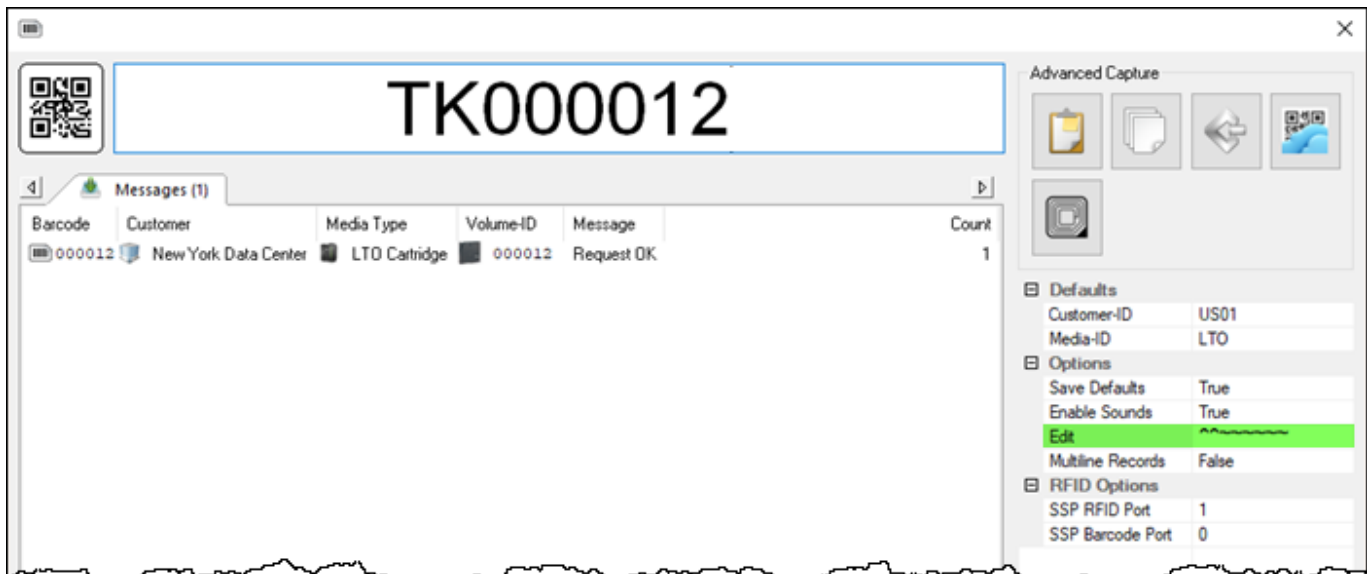 TK000012
Advanced Capture
Messages (1)
Barcode Customer Media Type Volume-ID Message Count
000012 New York Data Center LTO Cartridge 000012 Request OK 1
Defaults
Customer-ID US01
Media-ID LTO
Options
Save Defaults True
Enable Sounds True
Edit ^^~~~~~~
Multiline Records False
RFID Options
SSP RFID Port 1
SSP Barcode Port 0